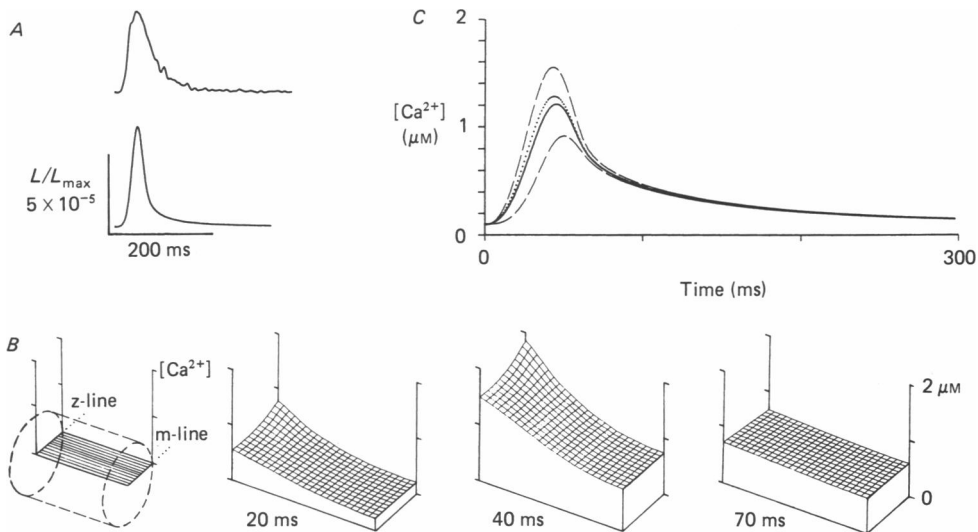 A
L/Lmax
5 × 10⁻⁵
200 ms
C
2
[Ca²⁺]
(μM)
1
0
0
300
Time (ms)
B
[Ca²⁺]
z-line
m-line
20 ms
40 ms
70 ms
2 μM
0